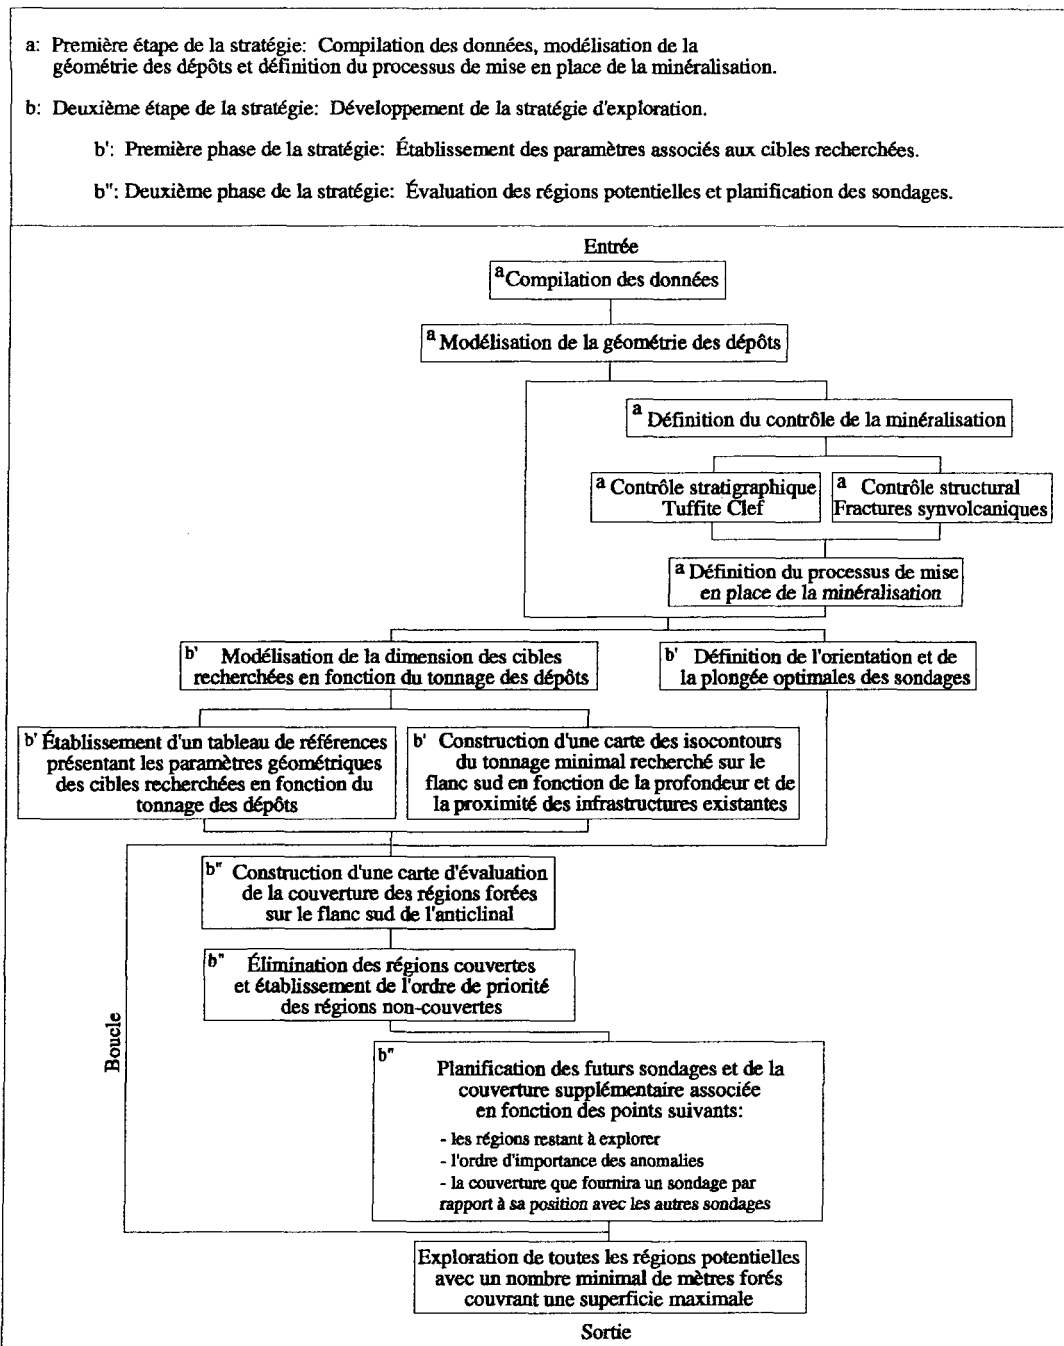 a: Première étape de la stratégie: Compilation des données, modélisation de la
géométrie des dépôts et définition du processus de mise en place de la minéralisation.
b: Deuxième étape de la stratégie: Développement de la stratégie d'exploration.
b': Première phase de la stratégie: Établissement des paramètres associés aux cibles recherchées.
b": Deuxième phase de la stratégie: Évaluation des régions potentielles et planification des sondages.
Entrée
a Compilation des données
a Modélisation de la géométrie des dépôts
a Définition du contrôle de la minéralisation
a Contrôle stratigraphique
Tuffite Clef
a Contrôle structural
Fractures synvolcaniques
a Définition du processus de mise
en place de la minéralisation
b' Modélisation de la dimension des cibles
recherchées en fonction du tonnage des dépôts
b' Définition de l'orientation et de
la plongée optimales des sondages
b' Établissement d'un tableau de références
présentant les paramètres géométriques
des cibles recherchées en fonction du
tonnage des dépôts
b' Construction d'une carte des isocontours
du tonnage minimal recherché sur le
flanc sud en fonction de la profondeur et de
la proximité des infrastructures existantes
b" Construction d'une carte d'évaluation
de la couverture des régions forées
sur le flanc sud de l'anticlinal
b" Élimination des régions couvertes
et établissement de l'ordre de priorité
des régions non-couvertes
Boucle
b" Planification des futurs sondages et de la
couverture supplémentaire associée
en fonction des points suivants:
- les régions restant à explorer
- l'ordre d'importance des anomalies
- la couverture que fournira un sondage par
rapport à sa position avec les autres sondages
Exploration de toutes les régions potentielles
avec un nombre minimal de mètres forés
couvrant une superficie maximale
Sortie